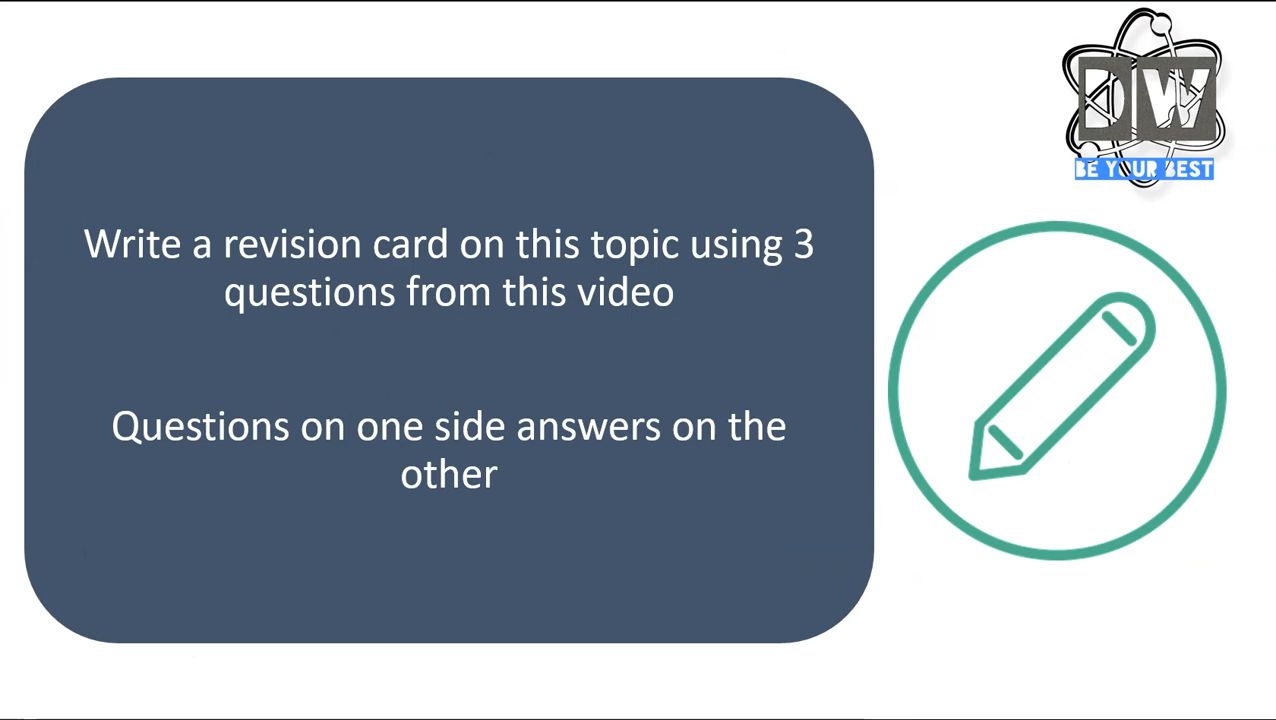 DW
BE YOUR BEST
Write a revision card on this topic using 3
questions from this video
Questions on one side answers on the
other